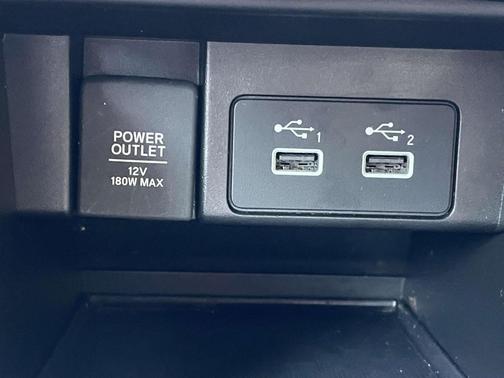 POWER
OUTLET
12V
180W MAX
1
2